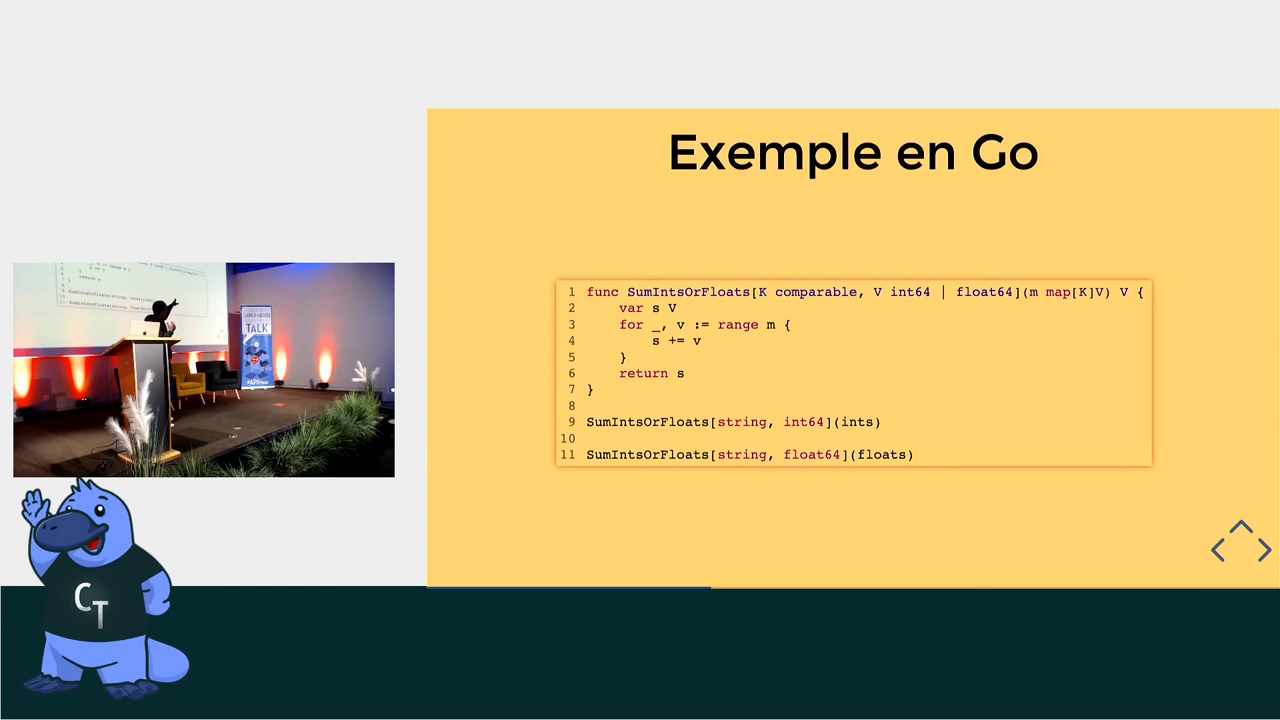 Exemple en Go
1 func SumIntsOrFloats[K comparable, V int64 | float64](m map[K]V) V {
2     var s V
3     for _, v := range m {
4         s += v
5     }
6     return s
7 }
8
9 SumIntsOrFloats[string, int64](ints)
10
11 SumIntsOrFloats[string, float64](floats)
TALK
CT